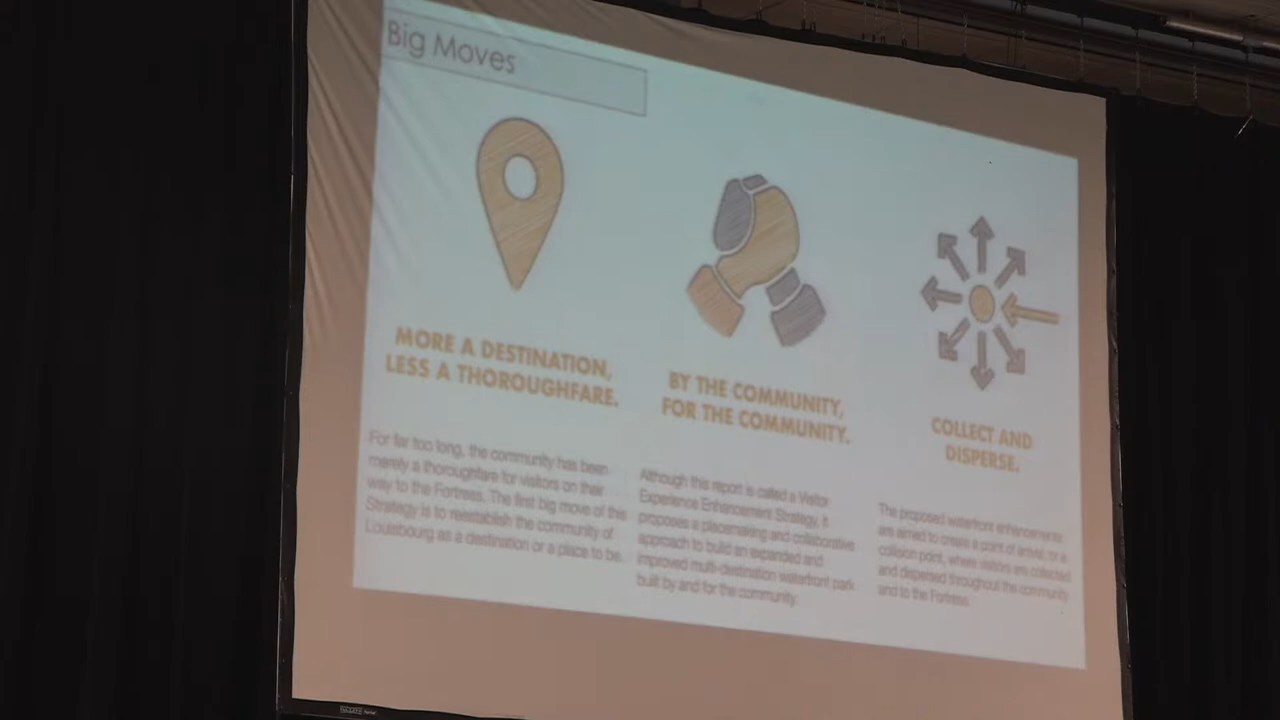 Big Moves
MORE A DESTINATION,
LESS A THOROUGHFARE.
For far too long, the community has been
merely a thoroughfare for visitors on their
way to the Fortress. The first big move of this
Strategy is to reestablish the community of
Louisbourg as a destination or a place to be.
BY THE COMMUNITY,
FOR THE COMMUNITY.
Although this report is called a Visitor
Experience Enhancement Strategy, it
proposes a placemaking and collaborative
approach to build an expanded and
improved multi-destination waterfront park
built by and for the community.
COLLECT AND
DISPERSE.
The proposed waterfront enhancements
are aimed to create a point of arrival, or a
collision point, where visitors are collected
and dispersed throughout the community
and to the Fortress.